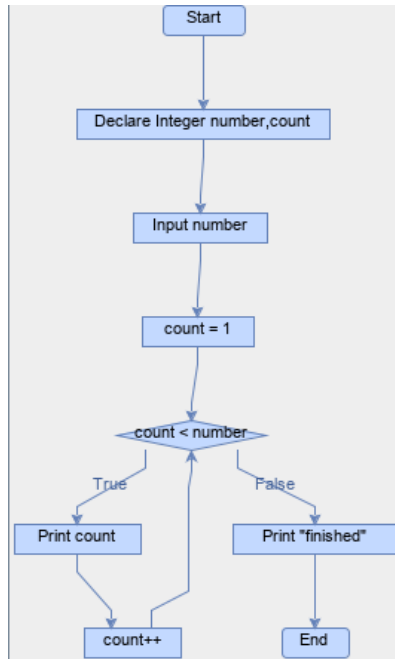 Start
Declare Integer number,count
Input number
count = 1
count < number
True
False
Print count
Print "finished"
count++
End